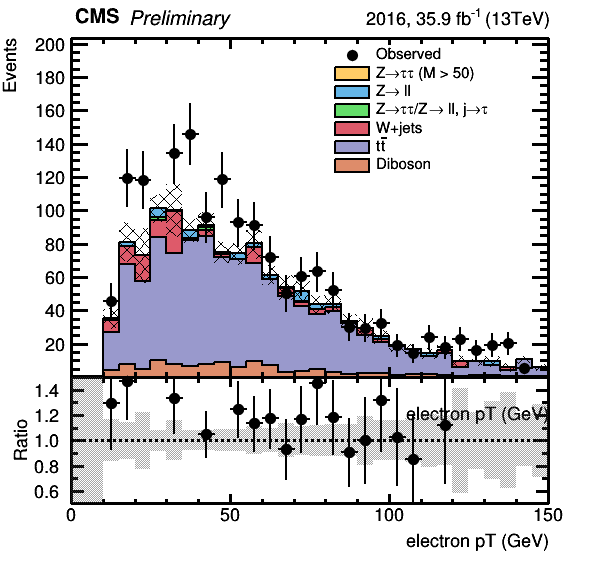 CMS Preliminary 2016, 35.9 fb⁻¹ (13TeV)
Events
200
180
160
140
120
100
80
60
40
20
Observed
Z→ττ (M > 50)
Z→ ll
Z→ττ/Z→ ll, j→τ
W+jets
tt̄
Diboson
electron pT (GeV)
Ratio
1.4
1.2
1.0
0.8
0.6
0 50 100 150
electron pT (GeV)